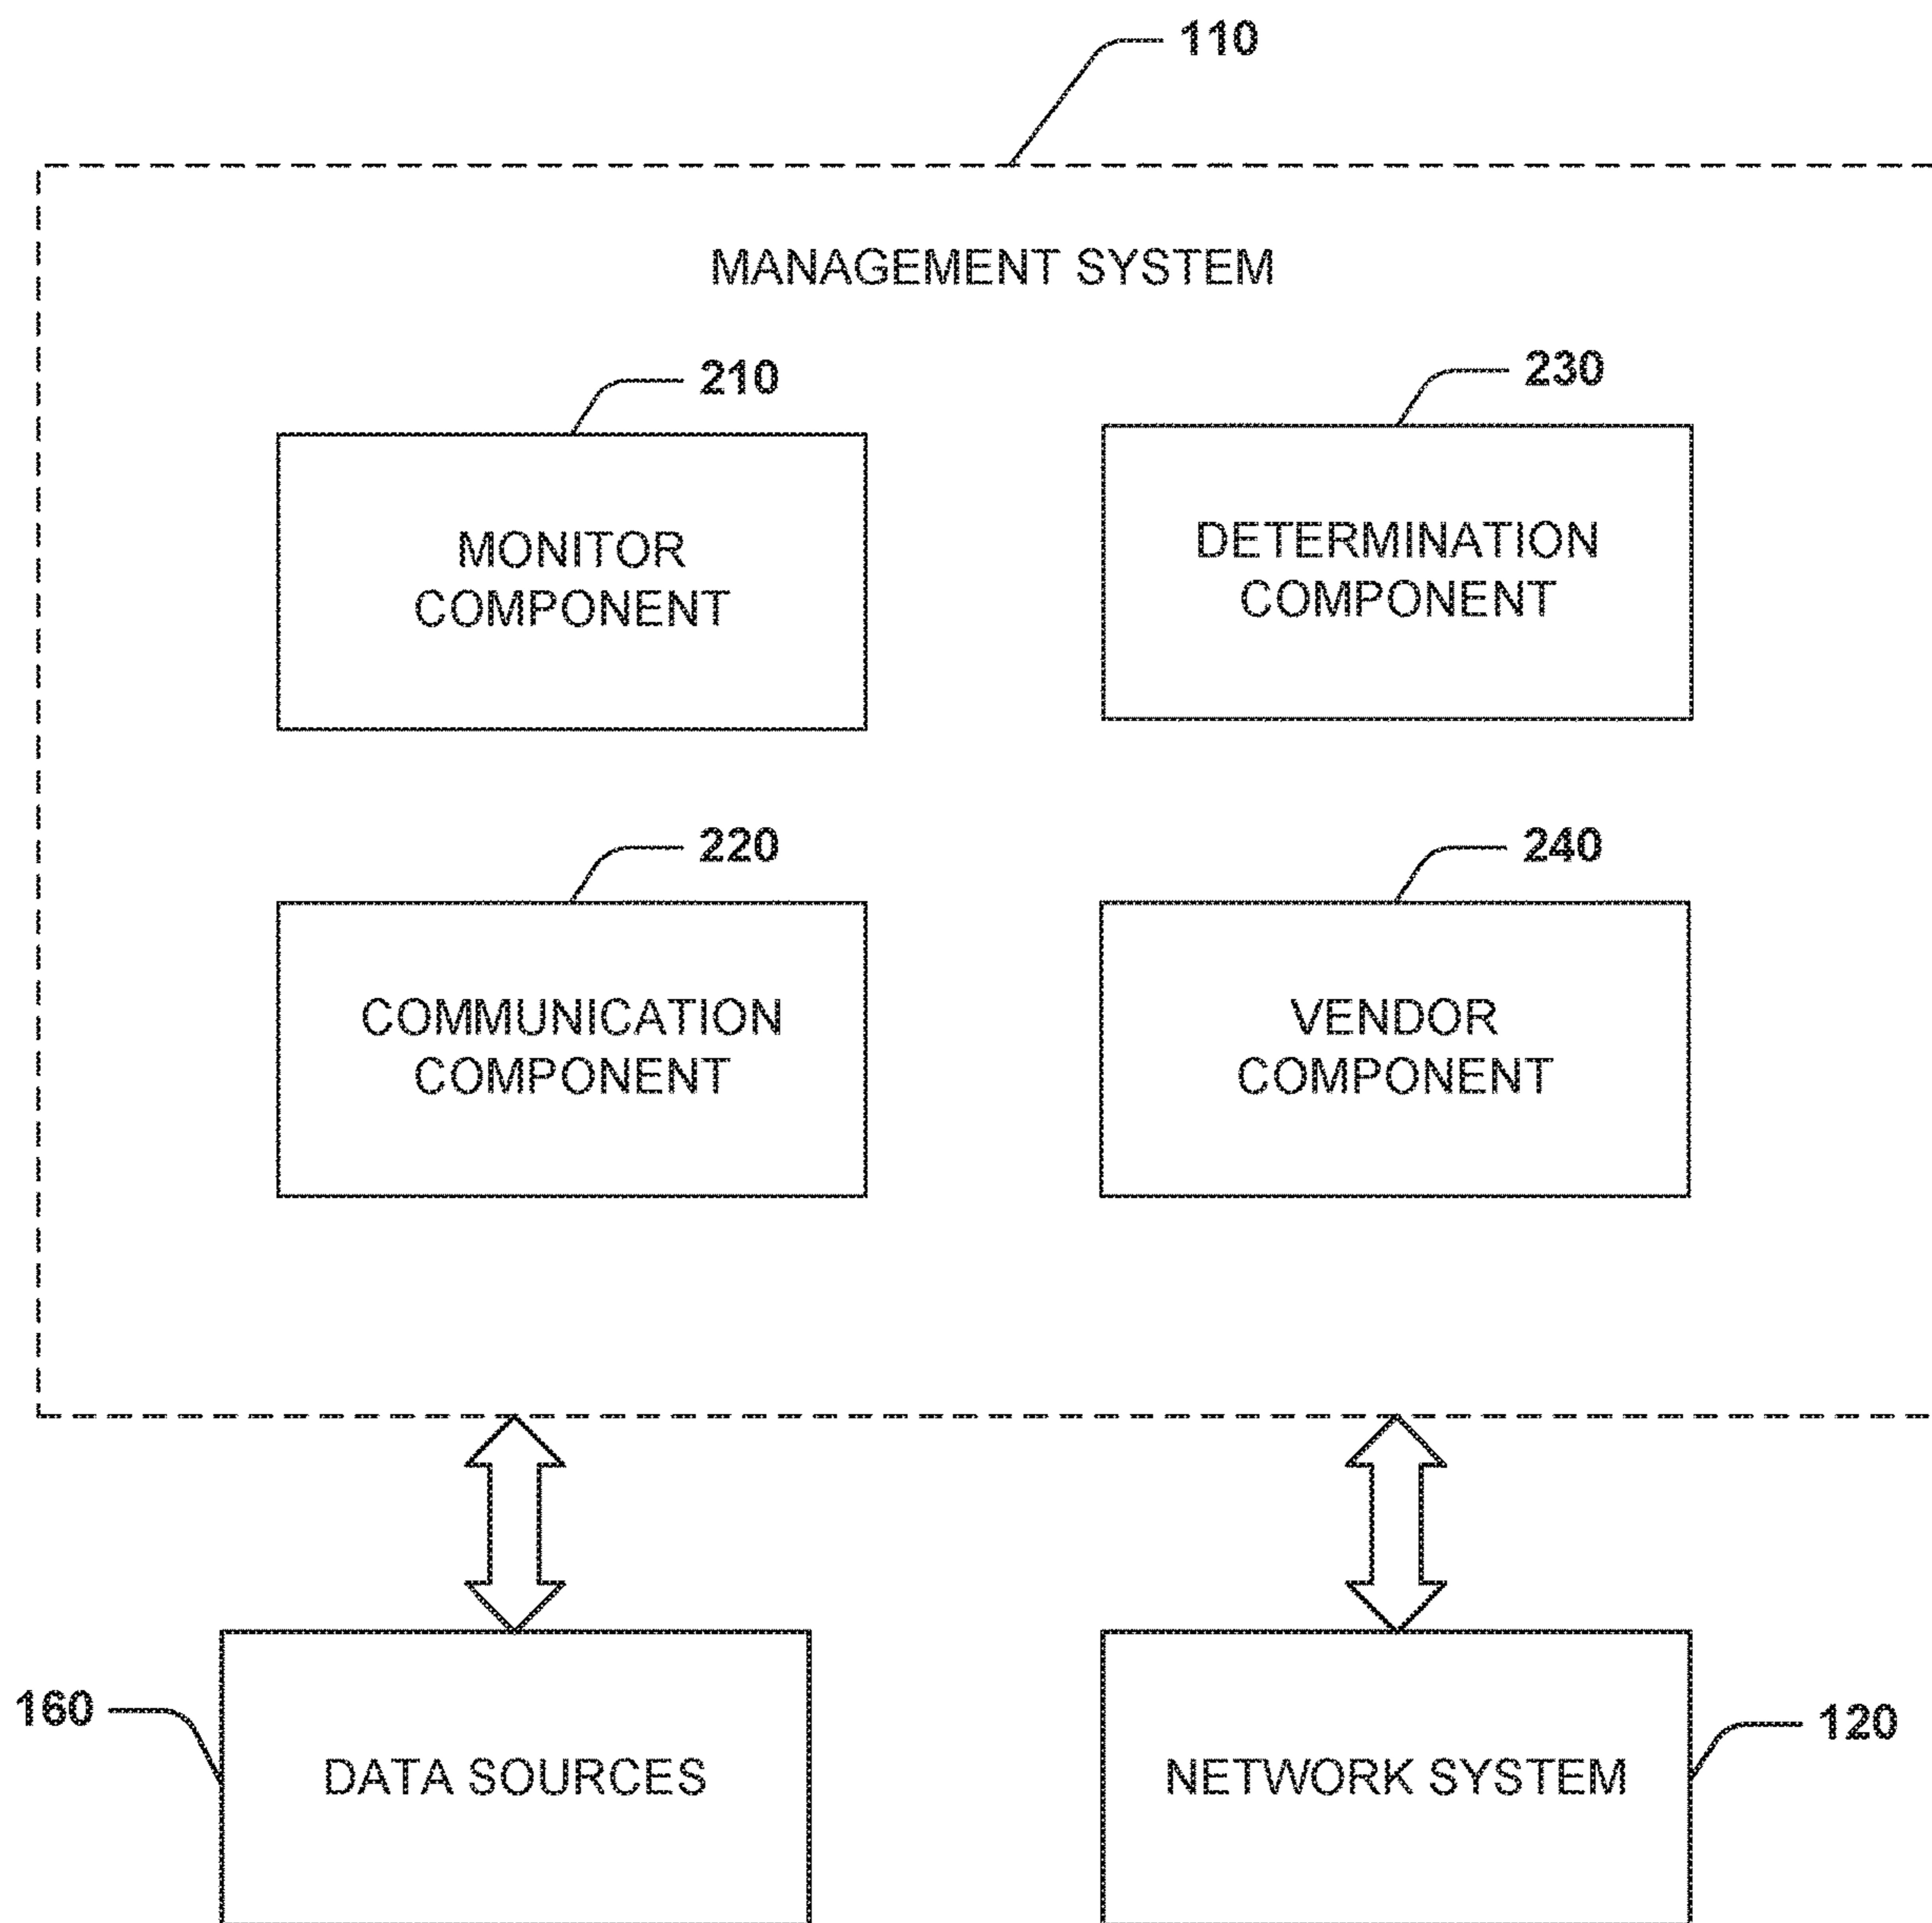 110
MANAGEMENT SYSTEM
210
230
MONITOR
COMPONENT
DETERMINATION
COMPONENT
220
240
COMMUNICATION
COMPONENT
VENDOR
COMPONENT
160
DATA SOURCES
NETWORK SYSTEM
120